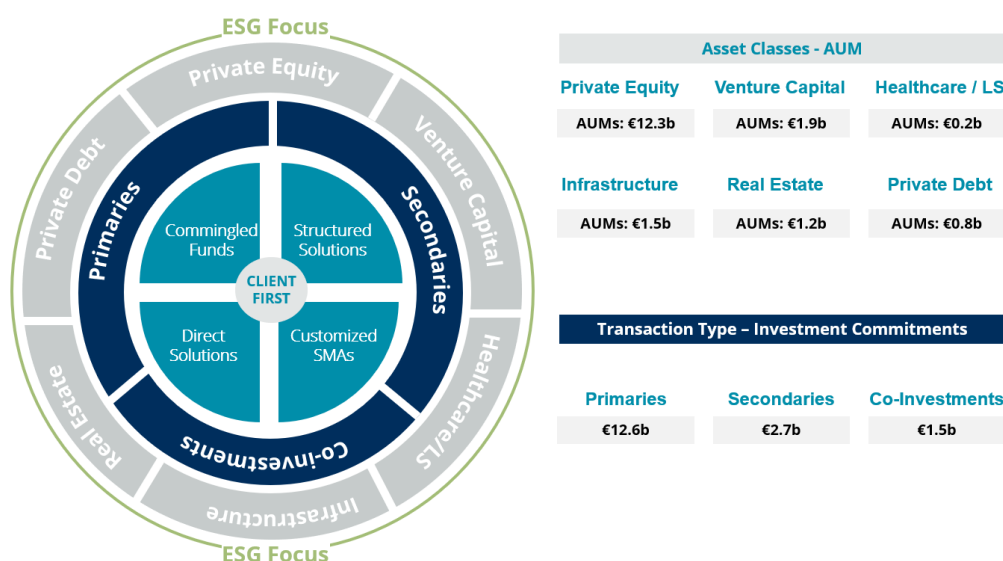 ESG Focus
Private Equity
Venture Capital
Healthcare/LS
Infrastructure
Real Estate
Private Debt
Primaries
Secondaries
Co-investments
Commingled
Funds
Structured
Solutions
CLIENT
FIRST
Direct
Solutions
Customized
SMAs
ESG Focus
Asset Classes - AUM
Private Equity Venture Capital Healthcare / LS
AUMs: €12.3b AUMs: €1.9b AUMs: €0.2b
Infrastructure Real Estate Private Debt
AUMs: €1.5b AUMs: €1.2b AUMs: €0.8b
Transaction Type – Investment Commitments
Primaries Secondaries Co-Investments
€12.6b €2.7b €1.5b